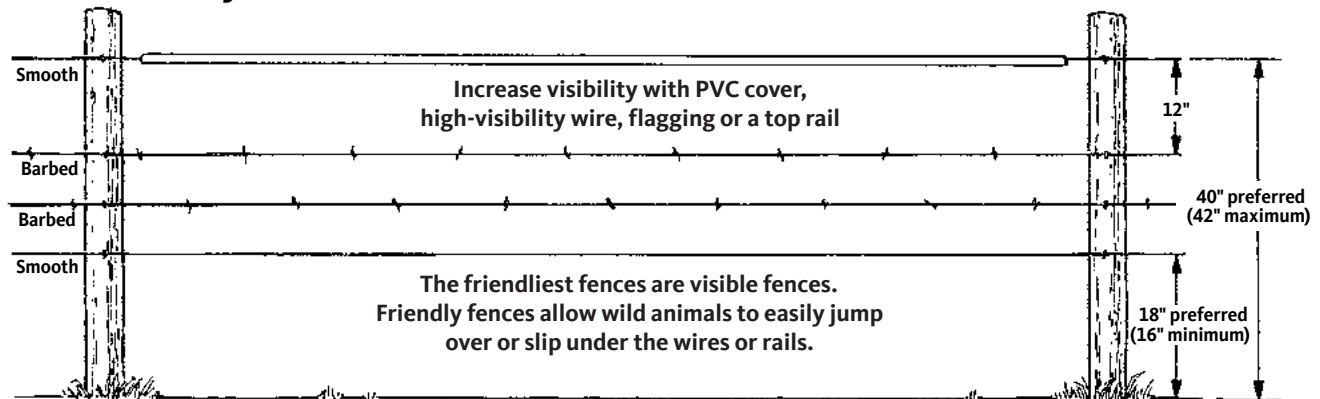 Smooth
Increase visibility with PVC cover,
high-visibility wire, flagging or a top rail
12"
Barbed
Barbed
40" preferred
(42" maximum)
Smooth
The friendliest fences are visible fences.
Friendly fences allow wild animals to easily jump
over or slip under the wires or rails.
18" preferred
(16" minimum)